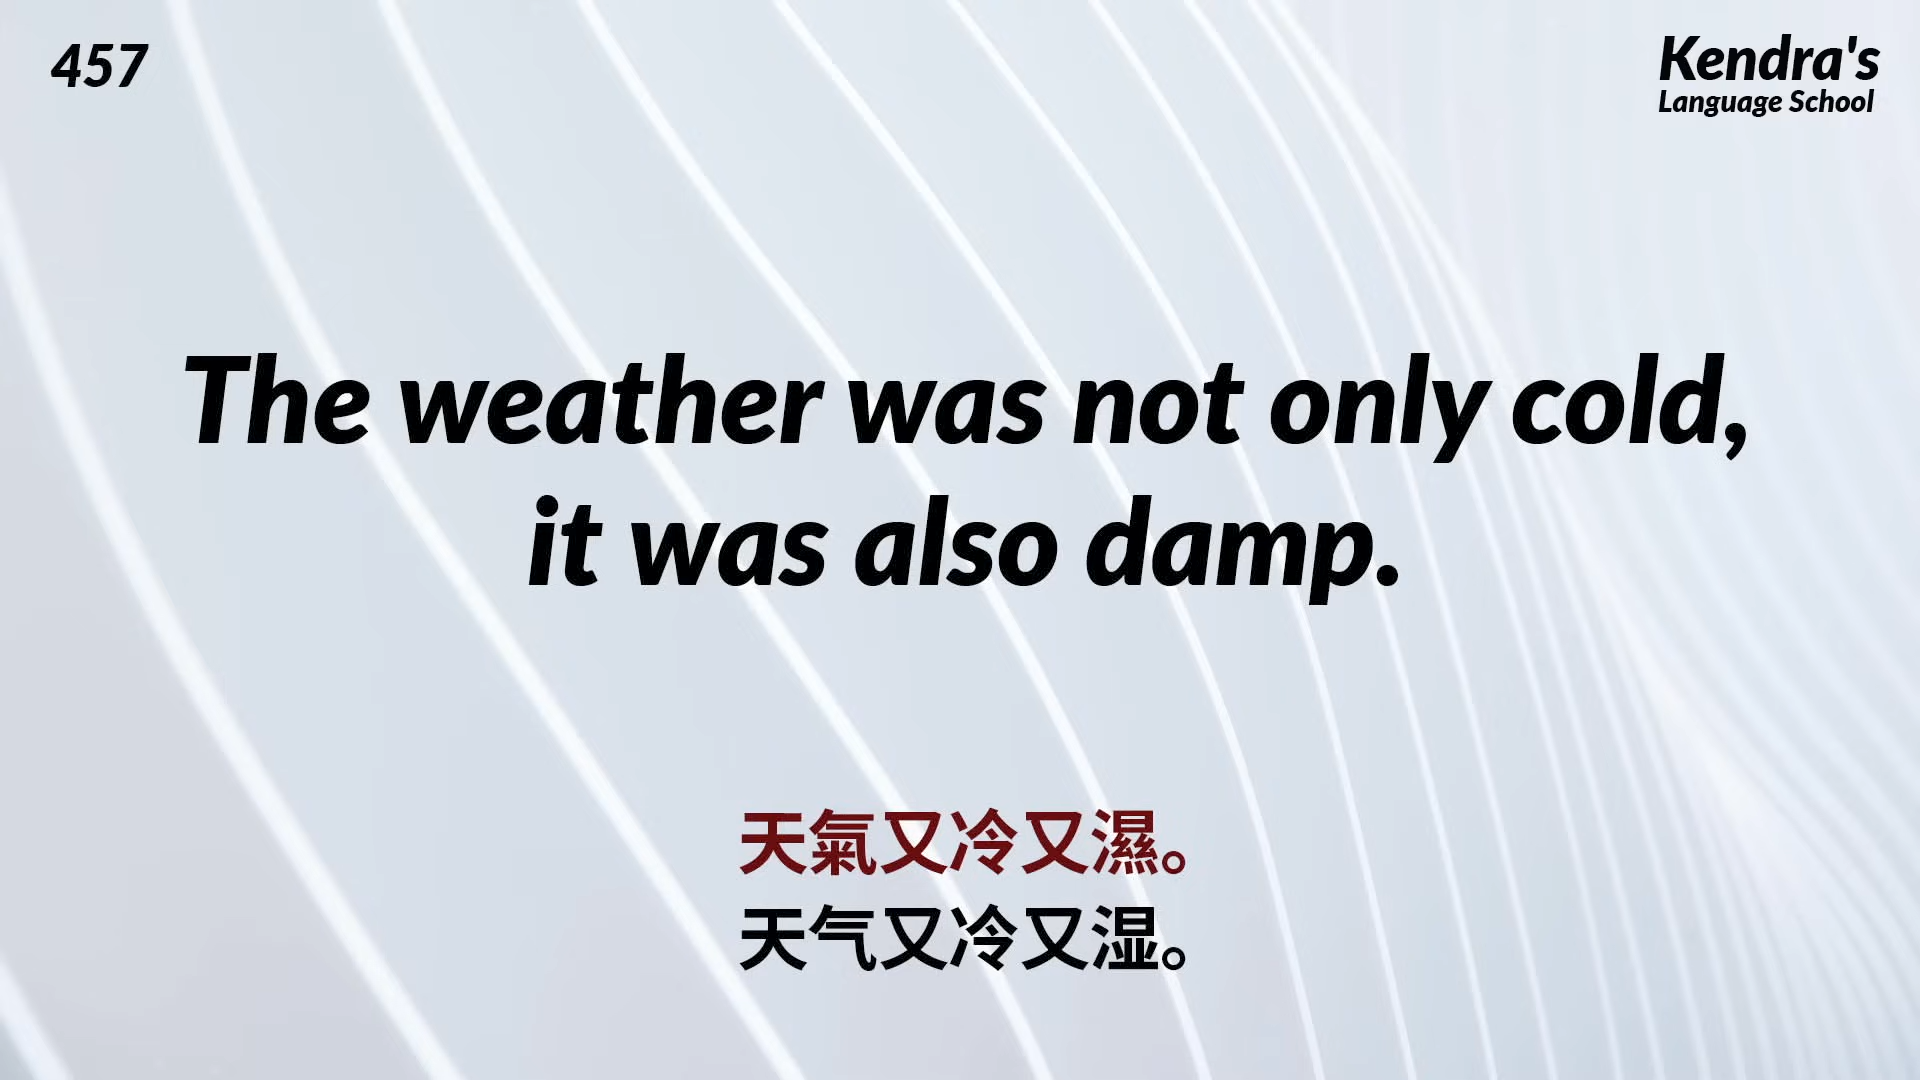 457
Kendra's
Language School
The weather was not only cold,
it was also damp.
天氣又冷又濕。
天气又冷又湿。